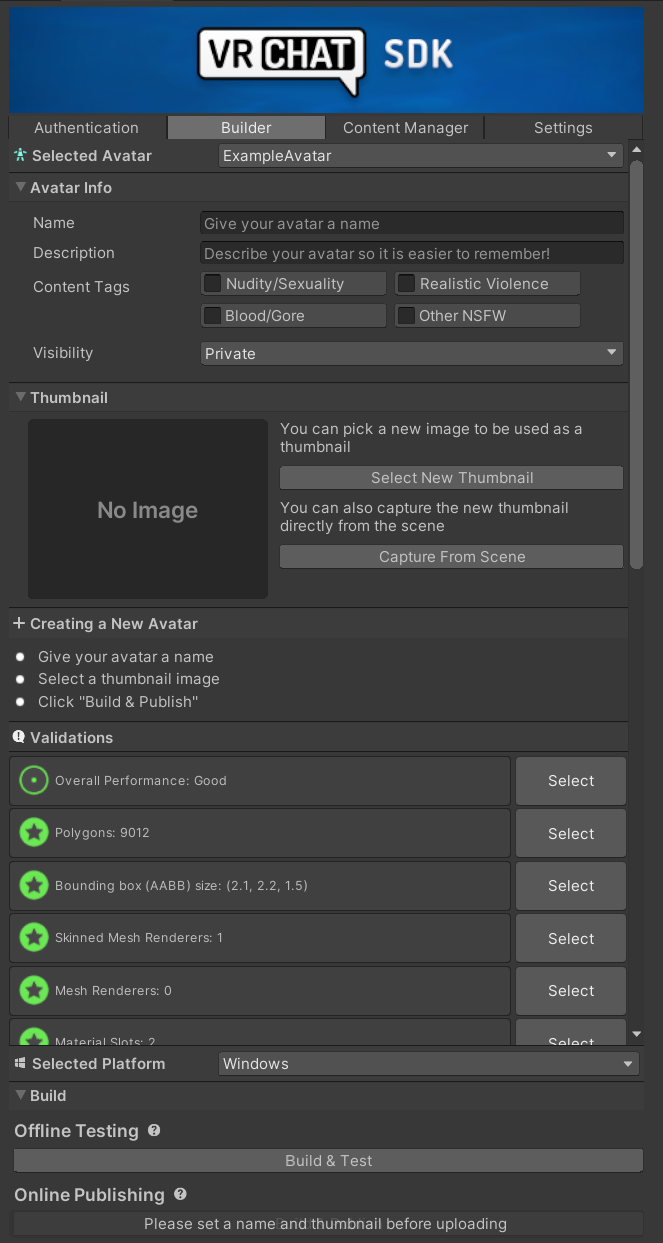 VRCHAT SDK
Authentication Builder Content Manager Settings
Selected Avatar ExampleAvatar
Avatar Info
Name Give your avatar a name
Description Describe your avatar so it is easier to remember!
Content Tags Nudity/Sexuality Realistic Violence
Blood/Gore Other NSFW
Visibility Private
Thumbnail
No Image
You can pick a new image to be used as a
thumbnail
Select New Thumbnail
You can also capture the new thumbnail
directly from the scene
Capture From Scene
Creating a New Avatar
Give your avatar a name
Select a thumbnail image
Click "Build & Publish"
Validations
Overall Performance: Good Select
Polygons: 9012 Select
Bounding box (AABB) size: (2.1, 2.2, 1.5) Select
Skinned Mesh Renderers: 1 Select
Mesh Renderers: 0 Select
Material Slots: 2 Select
Selected Platform Windows
Build
Offline Testing
Build & Test
Online Publishing
Please set a name and thumbnail before uploading